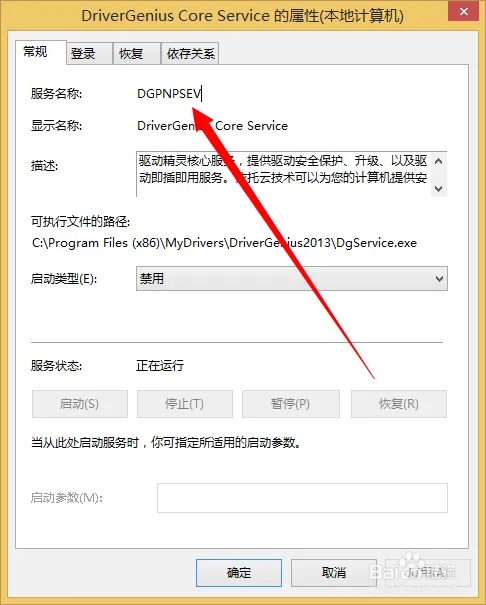 DriverGenius Core Service 的属性(本地计算机)
常规 登录 恢复 依存关系
服务名称: DGPNPSEV
显示名称: DriverGenius Core Service
描述: 驱动精灵核心服务，提供驱动安全保护、升级、以及驱
动即插即用服务。依托云技术可以为您的计算机提供安
可执行文件的路径:
C:\Program Files (x86)\MyDrivers\DriverGenius2013\DgService.exe
启动类型(E): 禁用
服务状态: 正在运行
启动(S) 停止(T) 暂停(P) 恢复(R)
当从此处启动服务时，你可指定所适用的启动参数。
启动参数(M):
确定 取消 应用(A)
Baidu 经验